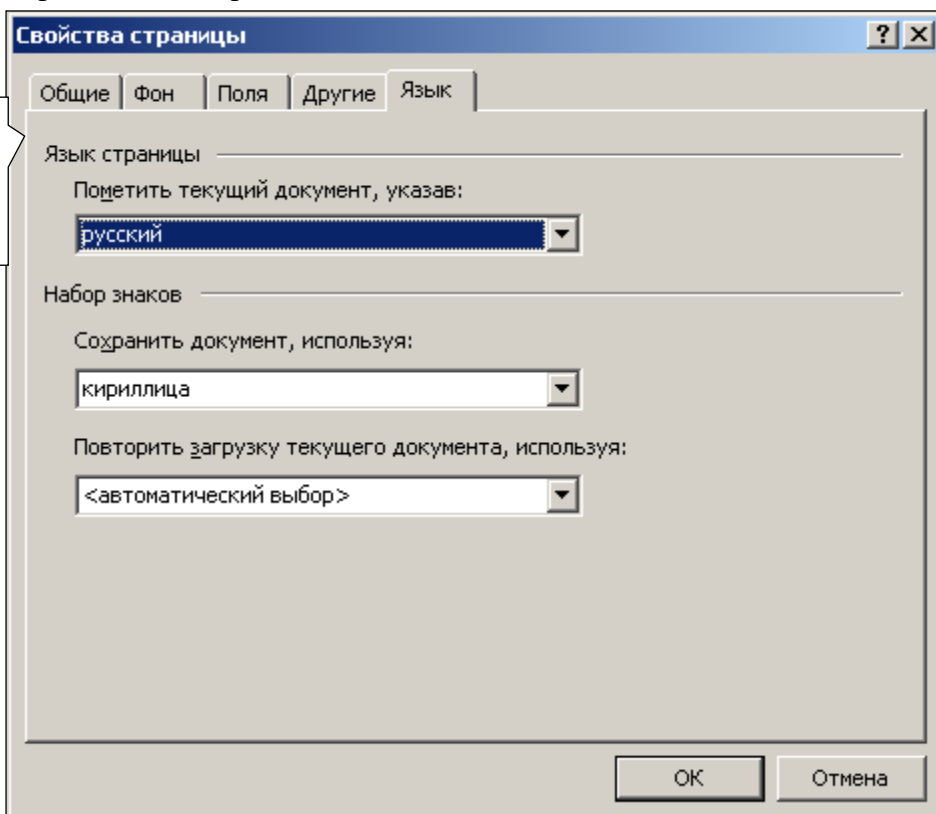 Свойства страницы
Общие Фон Поля Другие Язык
Язык страницы
Пометить текущий документ, указав:
русский
Набор знаков
Сохранить документ, используя:
кириллица
Повторить загрузку текущего документа, используя:
<автоматический выбор>
ОК Отмена